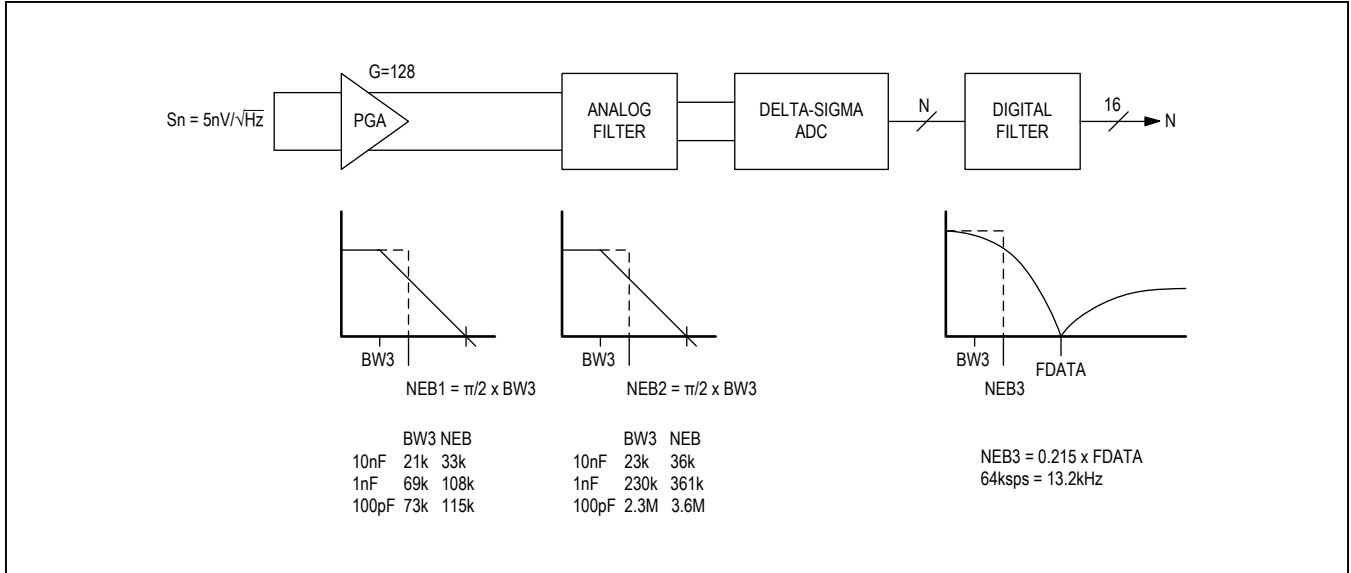 G=128
Sn = 5nV/√Hz
PGA
ANALOG
FILTER
DELTA-SIGMA
ADC
N
DIGITAL
FILTER
16
N
BW3
NEB1 = π/2 x BW3
BW3 NEB
10nF 21k 33k
1nF 69k 108k
100pF 73k 115k
BW3
NEB2 = π/2 x BW3
BW3 NEB
10nF 23k 36k
1nF 230k 361k
100pF 2.3M 3.6M
BW3
FDATA
NEB3
NEB3 = 0.215 x FDATA
64ksps = 13.2kHz